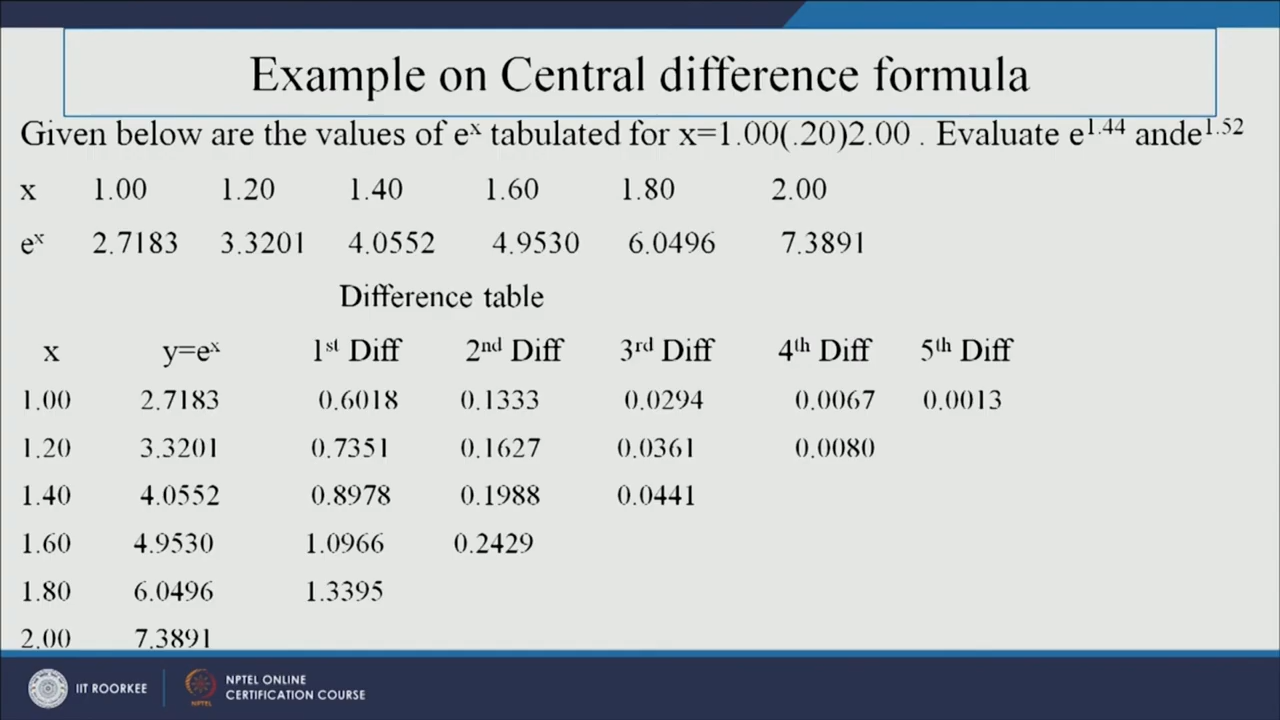 Example on Central difference formula
Given below are the values of eˣ tabulated for x=1.00(.20)2.00 . Evaluate e¹·⁴⁴ ande¹·⁵²
x 1.00 1.20 1.40 1.60 1.80 2.00
eˣ 2.7183 3.3201 4.0552 4.9530 6.0496 7.3891
Difference table
x y=eˣ 1ˢᵗ Diff 2ⁿᵈ Diff 3ʳᵈ Diff 4ᵗʰ Diff 5ᵗʰ Diff
1.00 2.7183 0.6018 0.1333 0.0294 0.0067 0.0013
1.20 3.3201 0.7351 0.1627 0.0361 0.0080
1.40 4.0552 0.8978 0.1988 0.0441
1.60 4.9530 1.0966 0.2429
1.80 6.0496 1.3395
2.00 7.3891
IIT ROORKEE
NPTEL ONLINE
CERTIFICATION COURSE
NPTEL